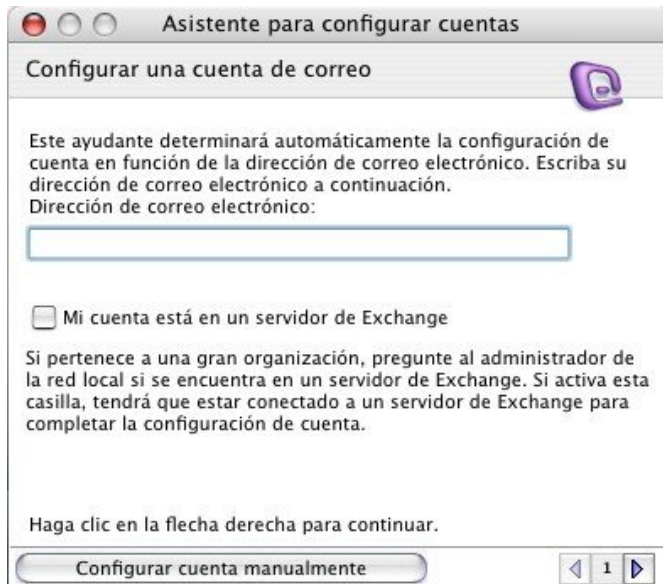 Asistente para configurar cuentas
Configurar una cuenta de correo
Este ayudante determinará automáticamente la configuración de
cuenta en función de la dirección de correo electrónico. Escriba su
dirección de correo electrónico a continuación.
Dirección de correo electrónico:
Mi cuenta está en un servidor de Exchange
Si pertenece a una gran organización, pregunte al administrador de
la red local si se encuentra en un servidor de Exchange. Si activa esta
casilla, tendrá que estar conectado a un servidor de Exchange para
completar la configuración de cuenta.
Haga clic en la flecha derecha para continuar.
Configurar cuenta manualmente 1